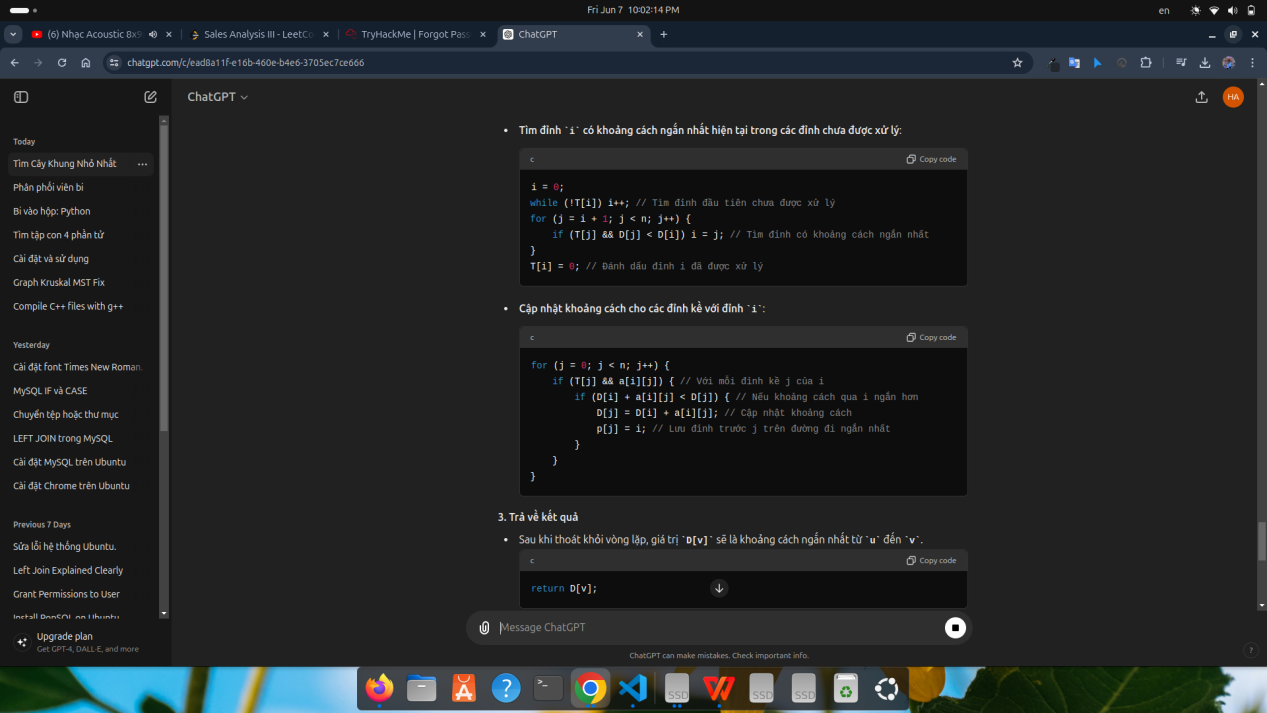 Fri Jun 7 10:02:14 PM
en
(6) Nhạc Acoustic 8x9
Sales Analysis III - LeetCo
TryHackMe | Forgot Pass
ChatGPT
chatgpt.com/c/ead8a11f-e16b-460e-b4e6-3705ec7ce666
ChatGPT
HA
Today
Tìm Cây Khung Nhỏ Nhất
Phân phối viên bi
Bi vào hộp: Python
Tìm tập con 4 phần tử
Cài đặt và sử dụng
Graph Kruskal MST Fix
Compile C++ files with g++
Yesterday
Cài đặt font Times New Roman.
MySQL IF và CASE
Chuyển tệp hoặc thư mục
LEFT JOIN trong MySQL
Cài đặt MySQL trên Ubuntu
Cài đặt Chrome trên Ubuntu
Previous 7 Days
Sửa lỗi hệ thống Ubuntu.
Left Join Explained Clearly
Grant Permissions to User
Install PopSQL on Ubuntu
Upgrade plan
Get GPT-4, DALL-E, and more
• Tìm đỉnh `i` có khoảng cách ngắn nhất hiện tại trong các đỉnh chưa được xử lý:
c
Copy code
i = 0;
while (!T[i]) i++; // Tìm đỉnh đầu tiên chưa được xử lý
for (j = i + 1; j < n; j++) {
if (T[j] && D[j] < D[i]) i = j; // Tìm đỉnh có khoảng cách ngắn nhất
}
T[i] = 0; // Đánh dấu đỉnh i đã được xử lý
• Cập nhật khoảng cách cho các đỉnh kề với đỉnh `i`:
c
Copy code
for (j = 0; j < n; j++) {
if (T[j] && a[i][j]) { // Với mỗi đỉnh kề j của i
if (D[i] + a[i][j] < D[j]) { // Nếu khoảng cách qua i ngắn hơn
D[j] = D[i] + a[i][j]; // Cập nhật khoảng cách
p[j] = i; // Lưu đỉnh trước j trên đường đi ngắn nhất
}
}
}
3. Trả về kết quả
• Sau khi thoát khỏi vòng lặp, giá trị `D[v]` sẽ là khoảng cách ngắn nhất từ `u` đến `v`.
c
Copy code
return D[v];
Message ChatGPT
ChatGPT can make mistakes. Check important info.
?
SSD
SSD
SSD